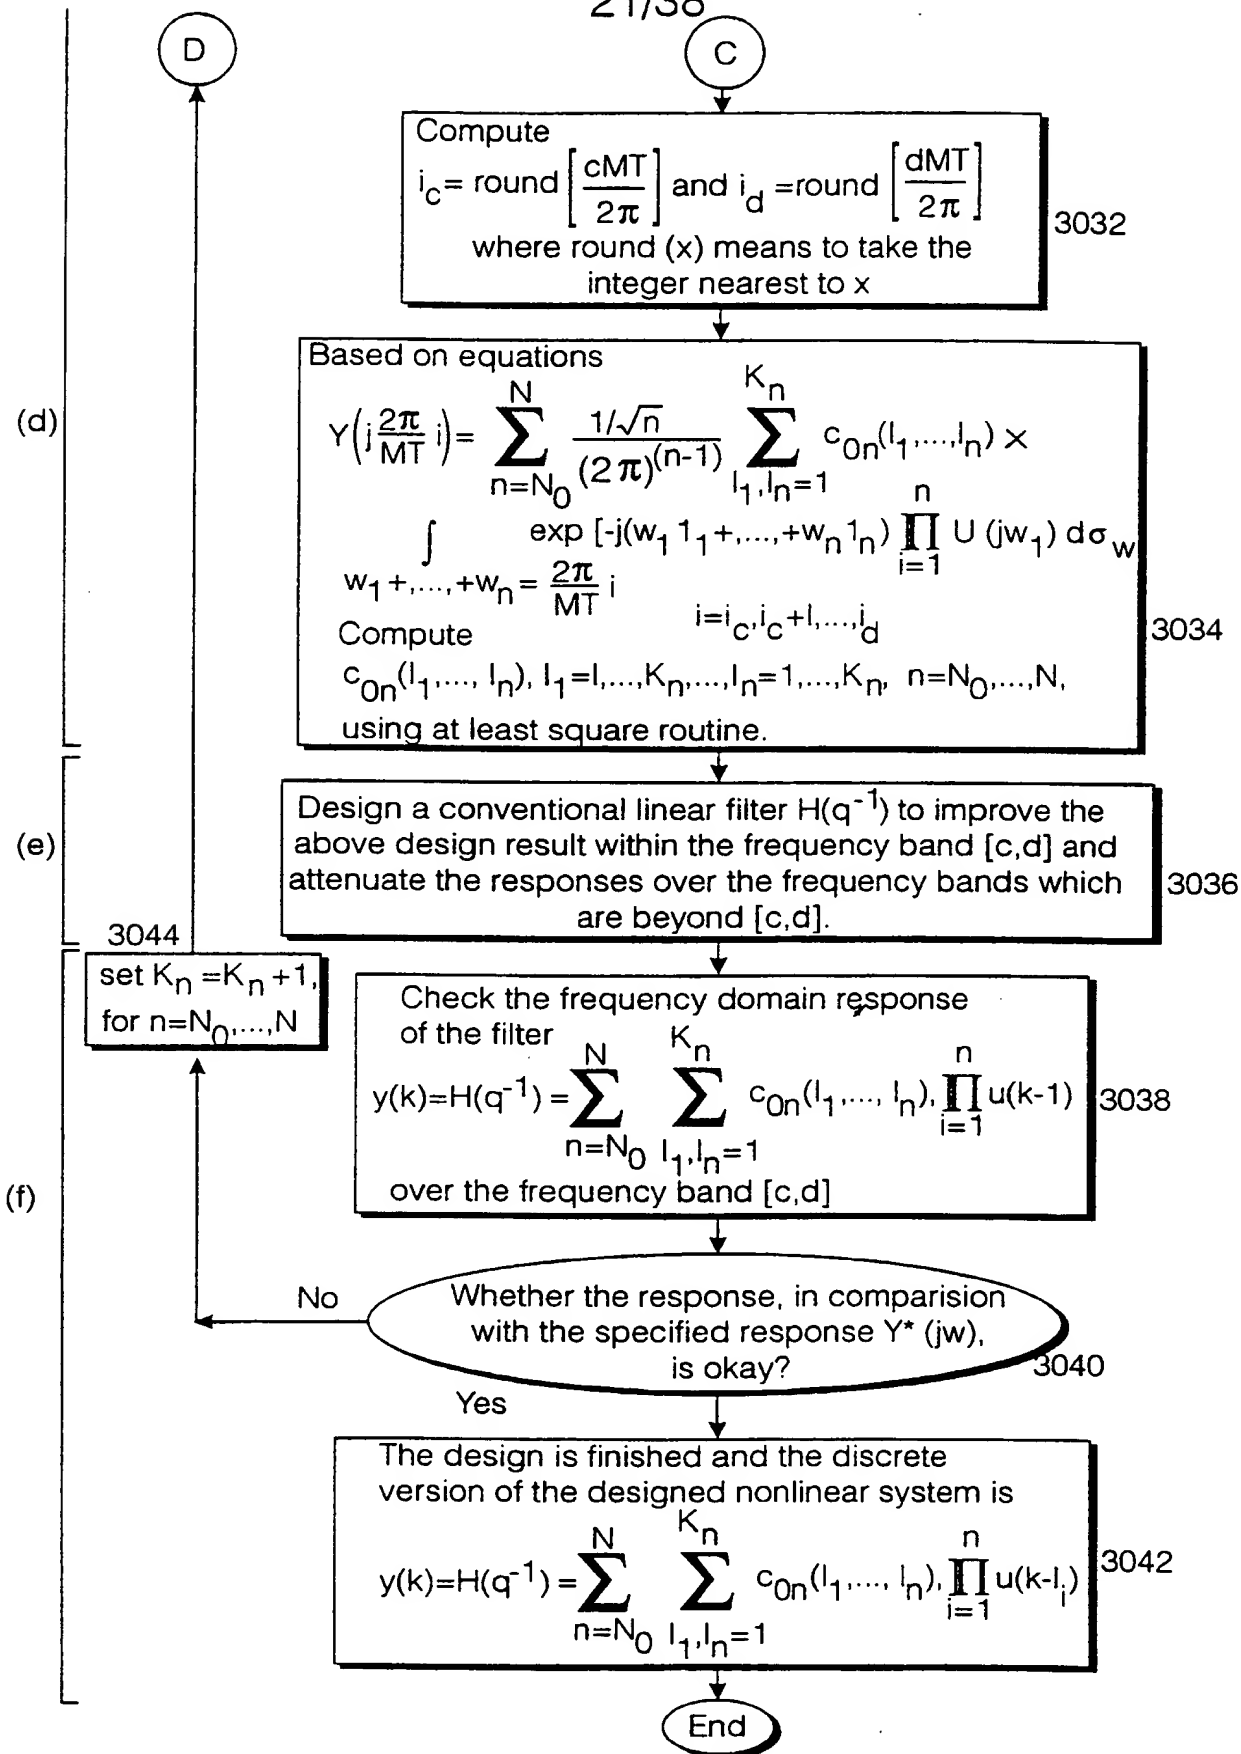 21/38
D
C
Compute
i_c = round [cMT/2π] and i_d =round [dMT/2π]
where round (x) means to take the
integer nearest to x
3032
(d)
Based on equations
Y(j 2π/MT i) = ∑_{n=N_0}^{N} (1/√n)/(2π)^(n-1) ∑_{l_1,l_n=1}^{K_n} c_0n(l_1,...,l_n) ×
∫_{w_1+,...,+w_n = 2π/MT i} exp [-j(w_1 1_1+,...,+w_n 1_n) ∏_{i=1}^{n} U (jw_1) dσ_w
i=i_c,i_c+l,...,i_d
Compute
c_0n(l_1,..., l_n), l_1=l,...,K_n,...,l_n=1,...,K_n, n=N_0,...,N,
using at least square routine.
3034
(e)
Design a conventional linear filter H(q^-1) to improve the
above design result within the frequency band [c,d] and
attenuate the responses over the frequency bands which
are beyond [c,d].
3036
3044
set K_n =K_n +1,
for n=N_0,...,N
(f)
Check the frequency domain response
of the filter
y(k)=H(q^-1) = ∑_{n=N_0}^{N} ∑_{l_1,l_n=1}^{K_n} c_0n(l_1,..., l_n), ∏_{i=1}^{n} u(k-1)
over the frequency band [c,d]
3038
No
Whether the response, in comparision
with the specified response Y* (jw),
is okay?
3040
Yes
The design is finished and the discrete
version of the designed nonlinear system is
y(k)=H(q^-1) = ∑_{n=N_0}^{N} ∑_{l_1,l_n=1}^{K_n} c_0n(l_1,..., l_n), ∏_{i=1}^{n} u(k-l_i)
3042
End